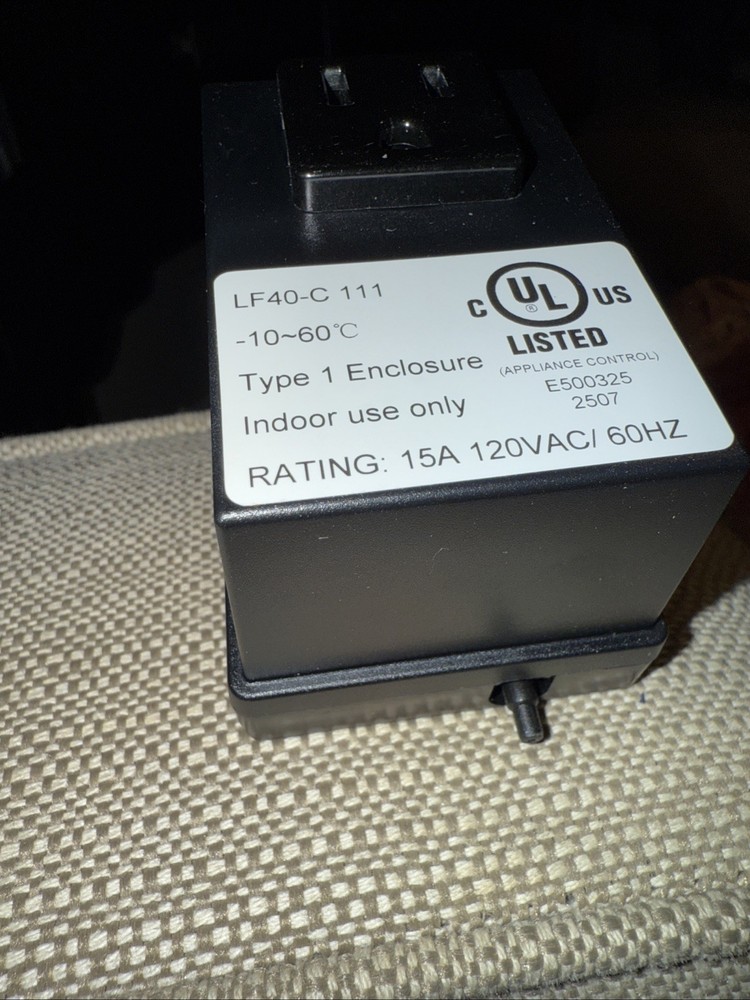 LF40-C 111
-10~60℃
Type 1 Enclosure
Indoor use only
RATING: 15A 120VAC/ 60HZ
C UL® US
LISTED
(APPLIANCE CONTROL)
E500325
2507